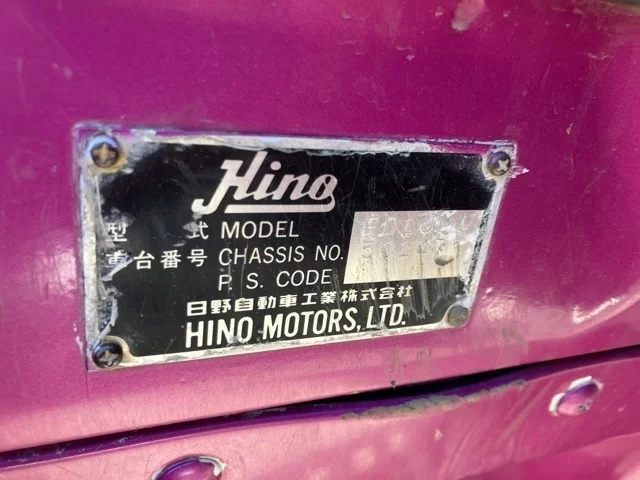 Hino
型 式 MODEL
車台番号 CHASSIS NO.
P. S. CODE
日野自動車工業株式会社
HINO MOTORS, LTD.